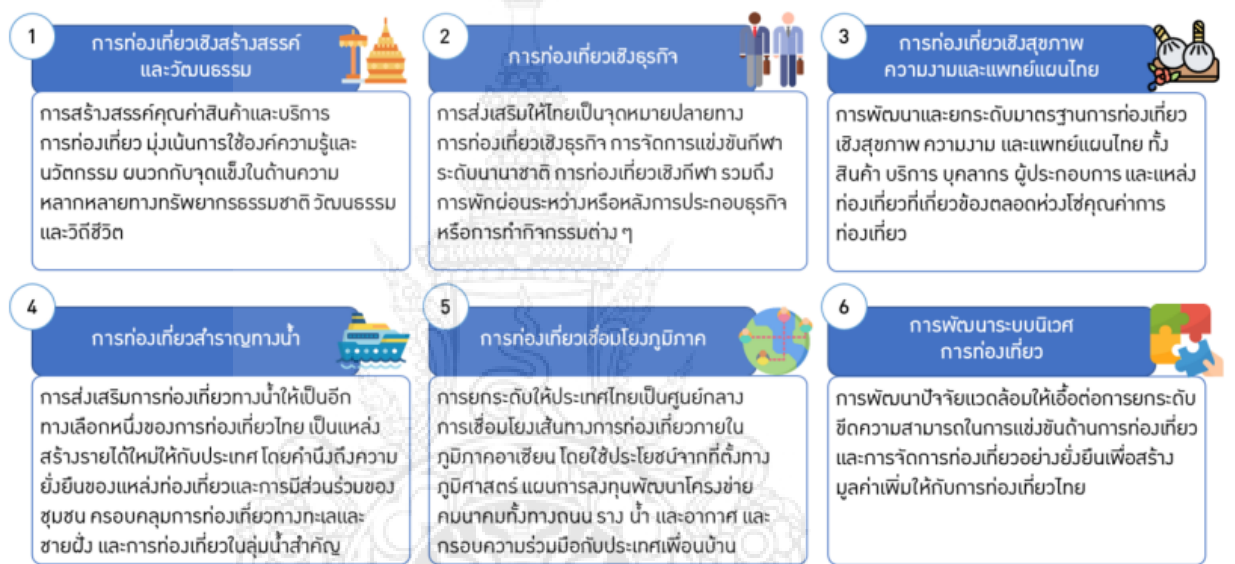 1
การท่องเที่ยวเชิงสร้างสรรค์
และวัฒนธรรม
การสร้างสรรค์คุณค่าสินค้าและบริการ
การท่องเที่ยว มุ่งเน้นการใช้องค์ความรู้และ
นวัตกรรม ผนวกกับจุดแข็งในด้านความ
หลากหลายทางทรัพยากรธรรมชาติ วัฒนธรรม
และวิถีชีวิต
2
การท่องเที่ยวเชิงธุรกิจ
การส่งเสริมให้ไทยเป็นจุดหมายปลายทาง
การท่องเที่ยวเชิงธุรกิจ การจัดการแข่งขันกีฬา
ระดับนานาชาติ การท่องเที่ยวเชิงกีฬา รวมถึง
การพักผ่อนระหว่างหรือหลังการประกอบธุรกิจ
หรือการทำกิจกรรมต่าง ๆ
3
การท่องเที่ยวเชิงสุขภาพ
ความงามและแพทย์แผนไทย
การพัฒนาและยกระดับมาตรฐานการท่องเที่ยว
เชิงสุขภาพ ความงาม และแพทย์แผนไทย ทั้ง
สินค้า บริการ บุคลากร ผู้ประกอบการ และแหล่ง
ท่องเที่ยวที่เกี่ยวข้องตลอดห่วงโซ่คุณค่าการ
ท่องเที่ยว
4
การท่องเที่ยวสำราญทางน้ำ
การส่งเสริมการท่องเที่ยวทางน้ำให้เป็นอีก
ทางเลือกหนึ่งของการท่องเที่ยวไทย เป็นแหล่ง
สร้างรายได้ใหม่ให้กับประเทศ โดยคำนึงถึงความ
ยั่งยืนของแหล่งท่องเที่ยวและการมีส่วนร่วมของ
ชุมชน ครอบคลุมการท่องเที่ยวทางทะเลและ
ชายฝั่ง และการท่องเที่ยวในลุ่มน้ำสำคัญ
5
การท่องเที่ยวเชื่อมโยงภูมิภาค
การยกระดับให้ประเทศไทยเป็นศูนย์กลาง
การเชื่อมโยงเส้นทางการท่องเที่ยวภายใน
ภูมิภาคอาเซียน โดยใช้ประโยชน์จากที่ตั้งทาง
ภูมิศาสตร์ แผนการลงทุนพัฒนาโครงข่าย
คมนาคมทั้งทางถนน ราง น้ำ และอากาศ และ
กรอบความร่วมมือกับประเทศเพื่อนบ้าน
6
การพัฒนาระบบนิเวศ
การท่องเที่ยว
การพัฒนาปัจจัยแวดล้อมให้เอื้อต่อการยกระดับ
ขีดความสามารถในการแข่งขันด้านการท่องเที่ยว
และการจัดการท่องเที่ยวอย่างยั่งยืนเพื่อสร้าง
มูลค่าเพิ่มให้กับการท่องเที่ยวไทย